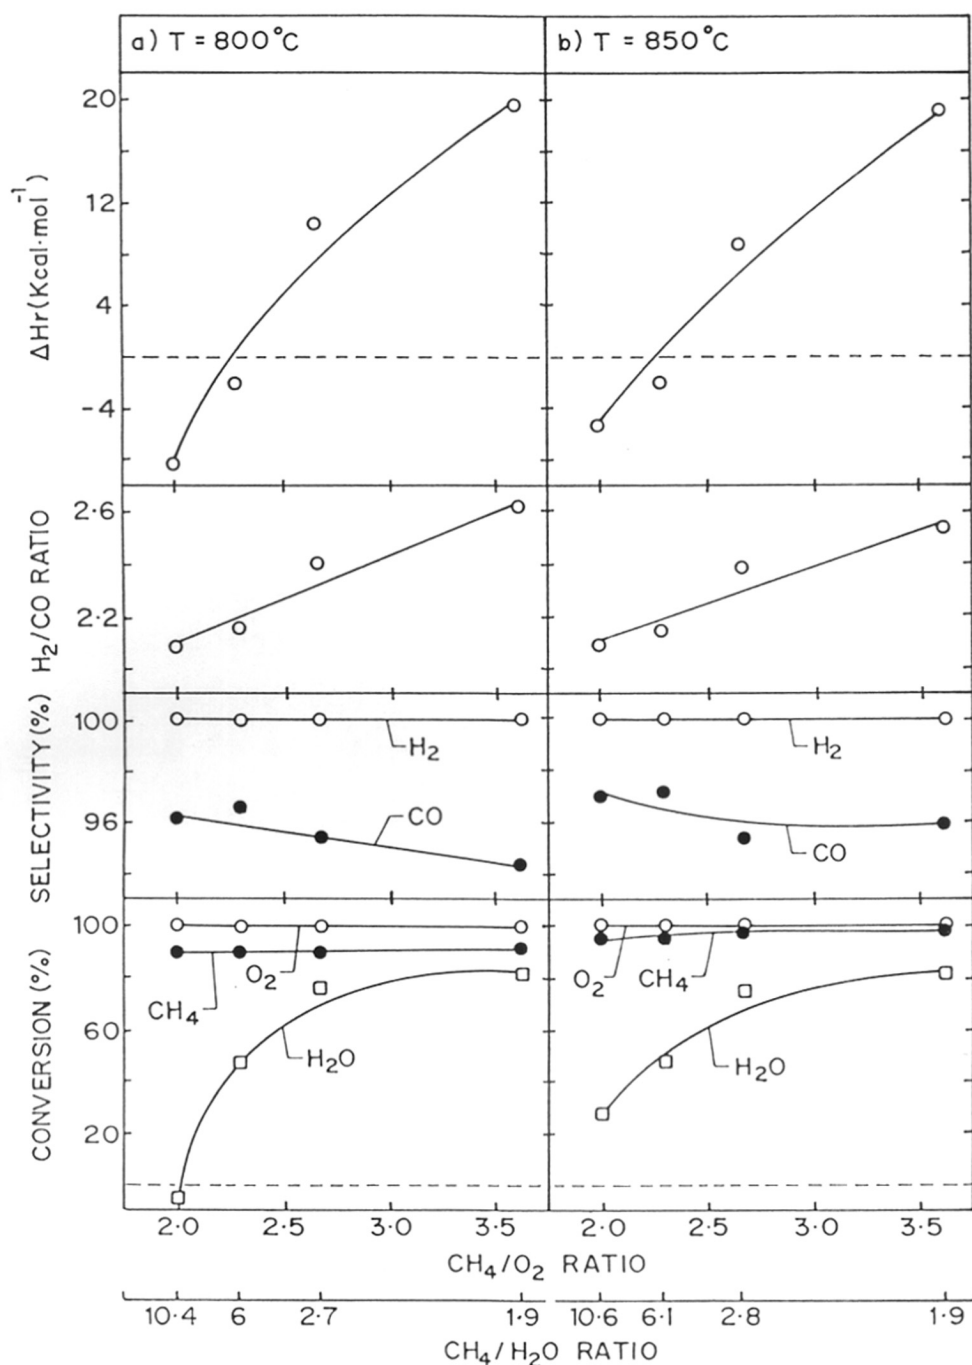 a) T = 800°C
b) T = 850°C
ΔHr(Kcal·mol⁻¹)
20
12
4
-4
H₂/CO RATIO
2·6
2·2
SELECTIVITY(%)
100
96
H₂
CO
H₂
CO
CONVERSION(%)
100
60
20
O₂
CH₄
H₂O
O₂
CH₄
H₂O
2.0 2.5 3.0 3.5 2.0 2.5 3.0 3.5
CH₄/O₂ RATIO
10·4 6 2·7 1.9 10·6 6·1 2·8 1.9
CH₄/H₂O RATIO